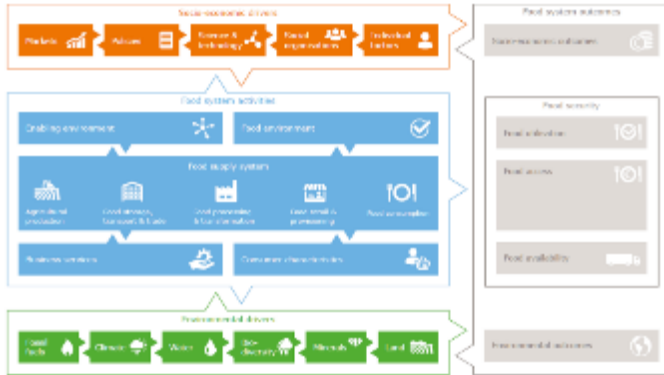 Socio-economic drivers
Markets
Policies
Science &
technology
Social
organisations
Individual
factors
Food system outcomes
Socio-economic outcomes
Food system activities
Enabling environment
Food environment
Food supply system
Agricultural
production
Food storage,
transport & trade
Food processing
& transformation
Food retail &
provisioning
Food consumption
Business services
Consumer characteristics
Food security
Food utilisation
Food access
Food availability
Environmental drivers
Fossil
fuels
Climate
Water
Bio-
diversity
Minerals
Land
Environmental outcomes